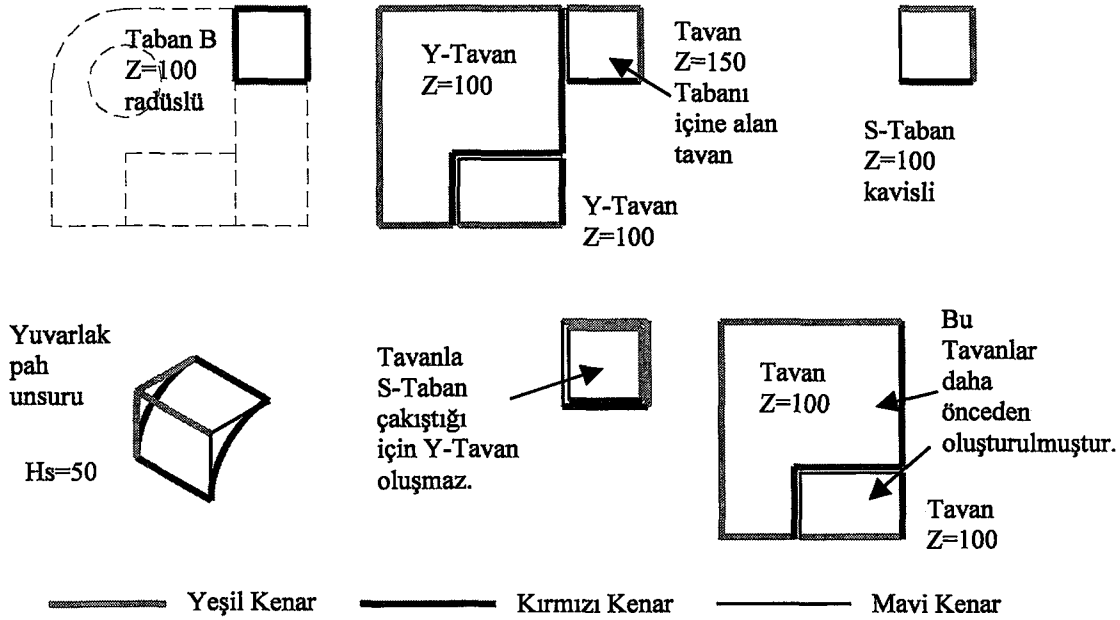 Taban B
Z=100
radüslü
Y-Tavan
Z=100
Tavan
Z=150
Tabanı
içine alan
tavan
Y-Tavan
Z=100
S-Taban
Z=100
kavisli
Yuvarlak
pah
unsuru
Hs=50
Tavanla
S-Taban
çakıştığı
için Y-Tavan
oluşmaz.
Tavan
Z=100
Bu
Tavanlar
daha
önceden
oluşturulmuştur.
Tavan
Z=100
Yeşil Kenar
Kırmızı Kenar
Mavi Kenar